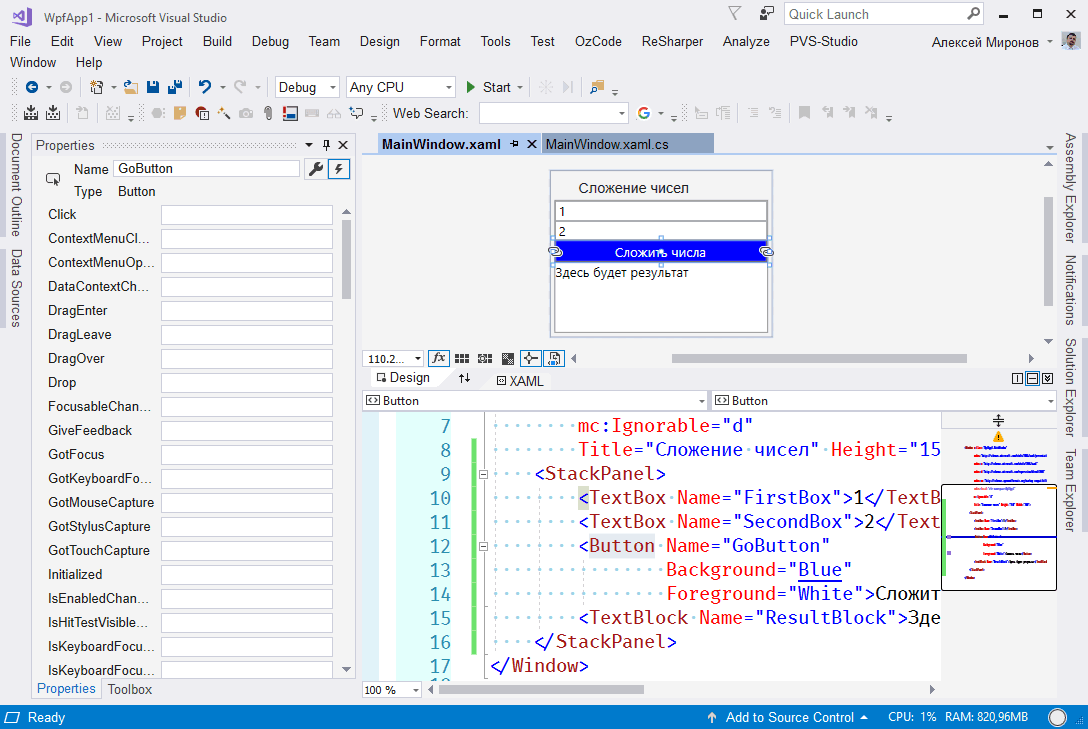 WpfApp1 - Microsoft Visual Studio
Quick Launch
File Edit View Project Build Debug Team Design Format Tools Test OzCode ReSharper Analyze PVS-Studio
Алексей Миронов
Window Help
Debug Any CPU Start
Web Search:
Document Outline
Data Sources
Properties
Name GoButton
Type Button
Click
ContextMenuCl...
ContextMenuOp...
DataContextCh...
DragEnter
DragLeave
DragOver
Drop
FocusableChan...
GiveFeedback
GotFocus
GotKeyboardFo...
GotMouseCapture
GotStylusCapture
GotTouchCapture
Initialized
IsEnabledChan...
IsHitTestVisible...
IsKeyboardFocu...
IsKeyboardFocu...
Properties Toolbox
MainWindow.xaml MainWindow.xaml.cs
Сложение чисел
1
2
Сложить числа
Здесь будет результат
110.2...
Design XAML
Button Button
7 mc:Ignorable="d"
8 Title="Сложение чисел" Height="15
9 <StackPanel>
10 <TextBox Name="FirstBox">1</TextB
11 <TextBox Name="SecondBox">2</Text
12 <Button Name="GoButton"
13 Background="Blue"
14 Foreground="White">Сложит
15 <TextBlock Name="ResultBlock">Зде
16 </StackPanel>
17 </Window>
100 %
Assembly Explorer
Notifications
Solution Explorer
Team Explorer
Ready
Add to Source Control CPU: 1% RAM: 820,96MB